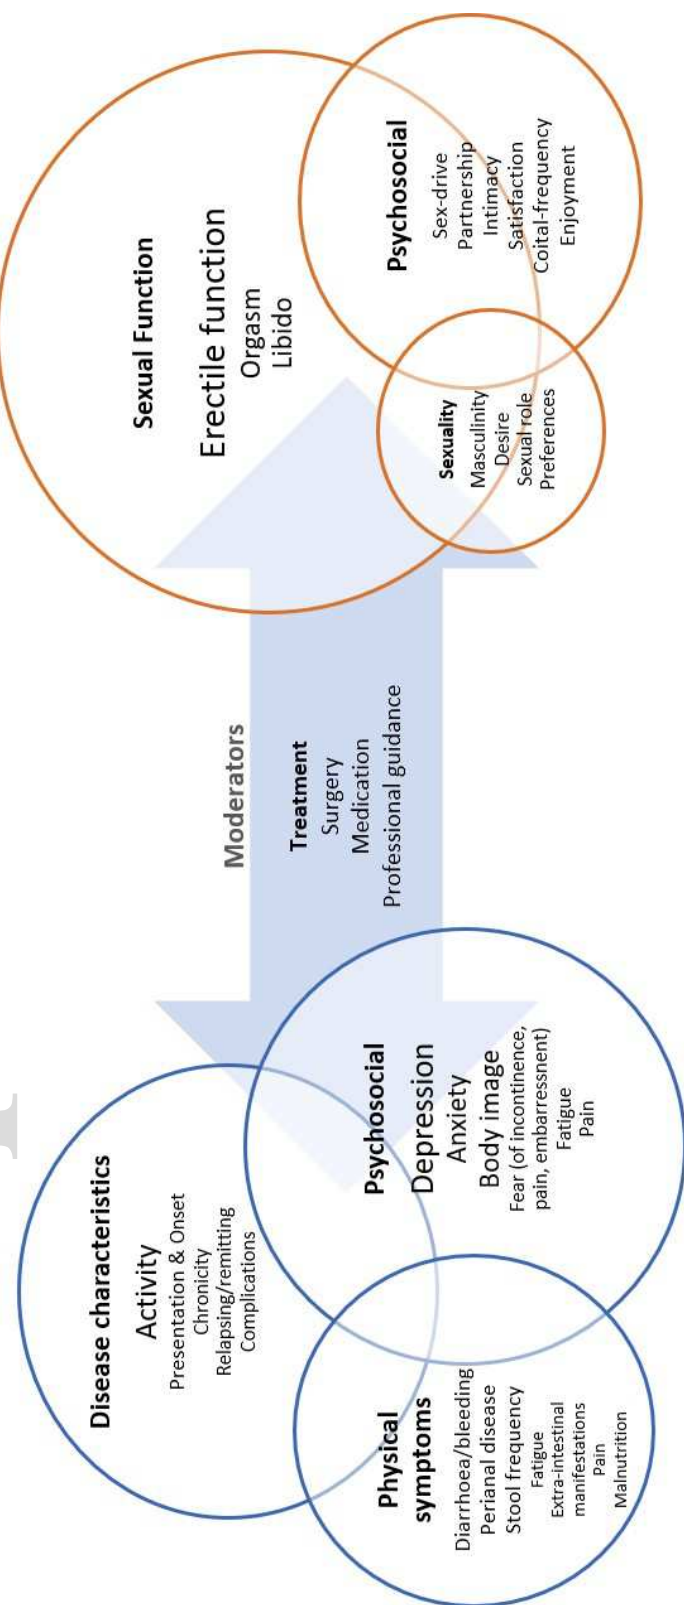 Disease characteristics
Activity
Presentation & Onset
Chronicity
Relapsing/remitting
Complications
Physical
symptoms
Diarrhoea/bleeding
Perianal disease
Stool frequency
Fatigue
Extra-intestinal
manifestations
Pain
Malnutrition
Psychosocial
Depression
Anxiety
Body image
Fear (of incontinence,
pain, embarressnent)
Fatigue
Pain
Moderators
Treatment
Surgery
Medication
Professional guidance
Sexual Function
Erectile function
Orgasm
Libido
Sexuality
Masculinity
Desire
Sexual role
Preferences
Psychosocial
Sex-drive
Partnership
Intimacy
Satisfaction
Coital-frequency
Enjoyment